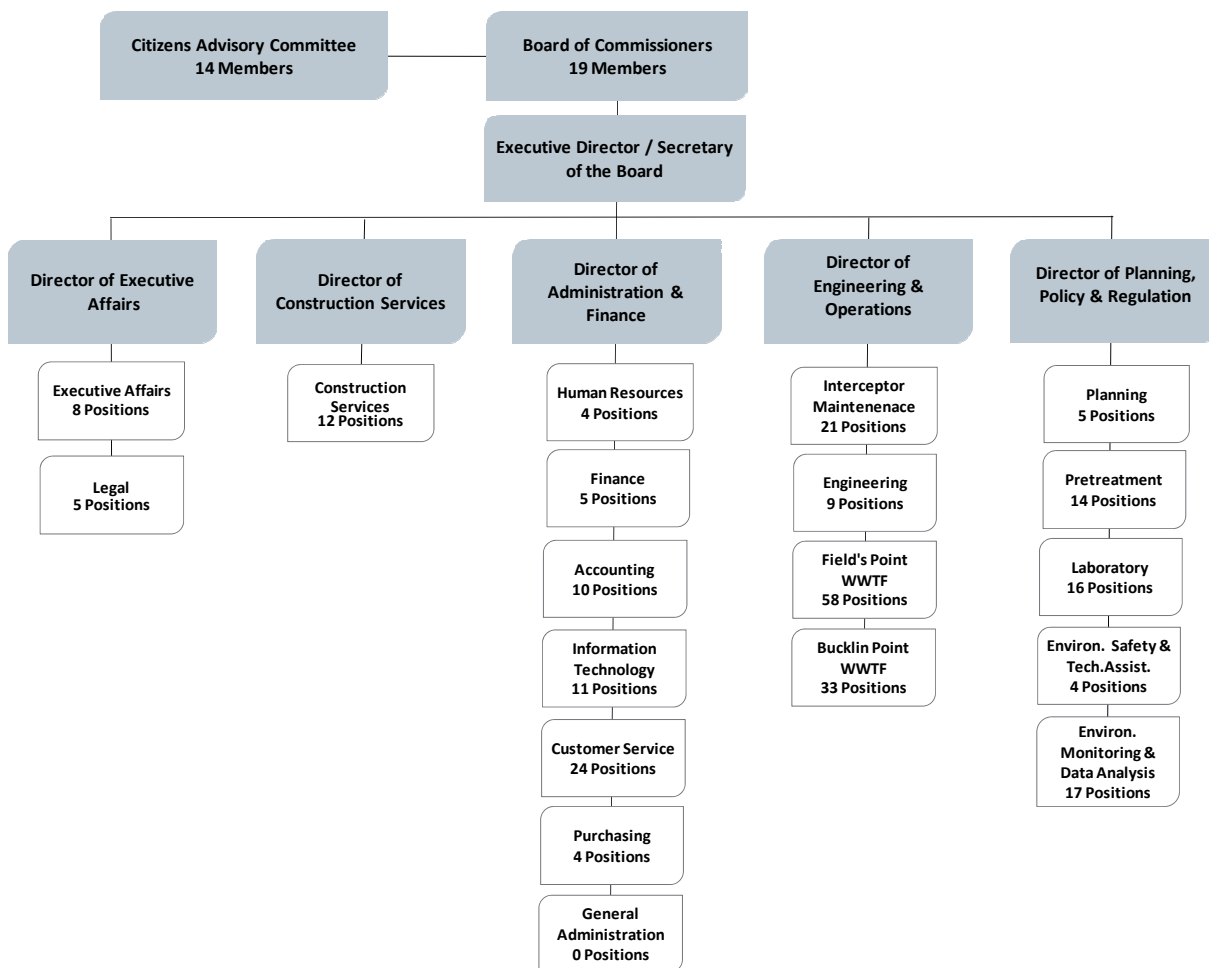 Citizens Advisory Committee
14 Members
Board of Commissioners
19 Members
Executive Director / Secretary
of the Board
Director of Executive
Affairs
Director of
Construction Services
Director of
Administration &
Finance
Director of
Engineering &
Operations
Director of Planning,
Policy & Regulation
Executive Affairs
8 Positions
Legal
5 Positions
Construction
Services
12 Positions
Human Resources
4 Positions
Finance
5 Positions
Accounting
10 Positions
Information
Technology
11 Positions
Customer Service
24 Positions
Purchasing
4 Positions
General
Administration
0 Positions
Interceptor
Maintenenace
21 Positions
Engineering
9 Positions
Field's Point
WWTF
58 Positions
Bucklin Point
WWTF
33 Positions
Planning
5 Positions
Pretreatment
14 Positions
Laboratory
16 Positions
Environ. Safety &
Tech.Assist.
4 Positions
Environ.
Monitoring &
Data Analysis
17 Positions